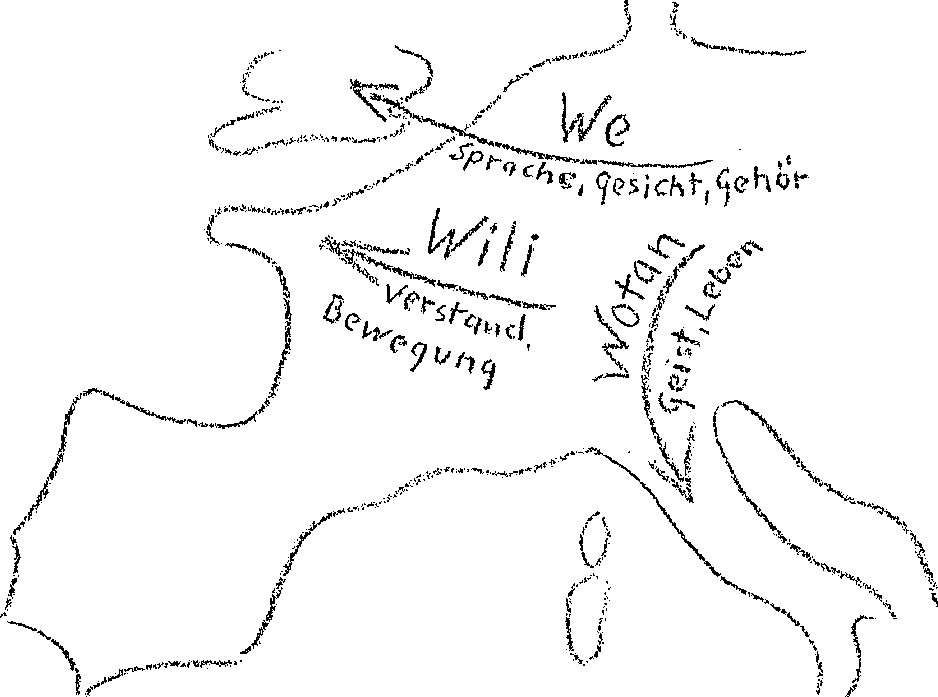 We
Sprache, Gesicht, Gehör
Wili
Verstand,
Bewegung
Wotan
Geist, Leben